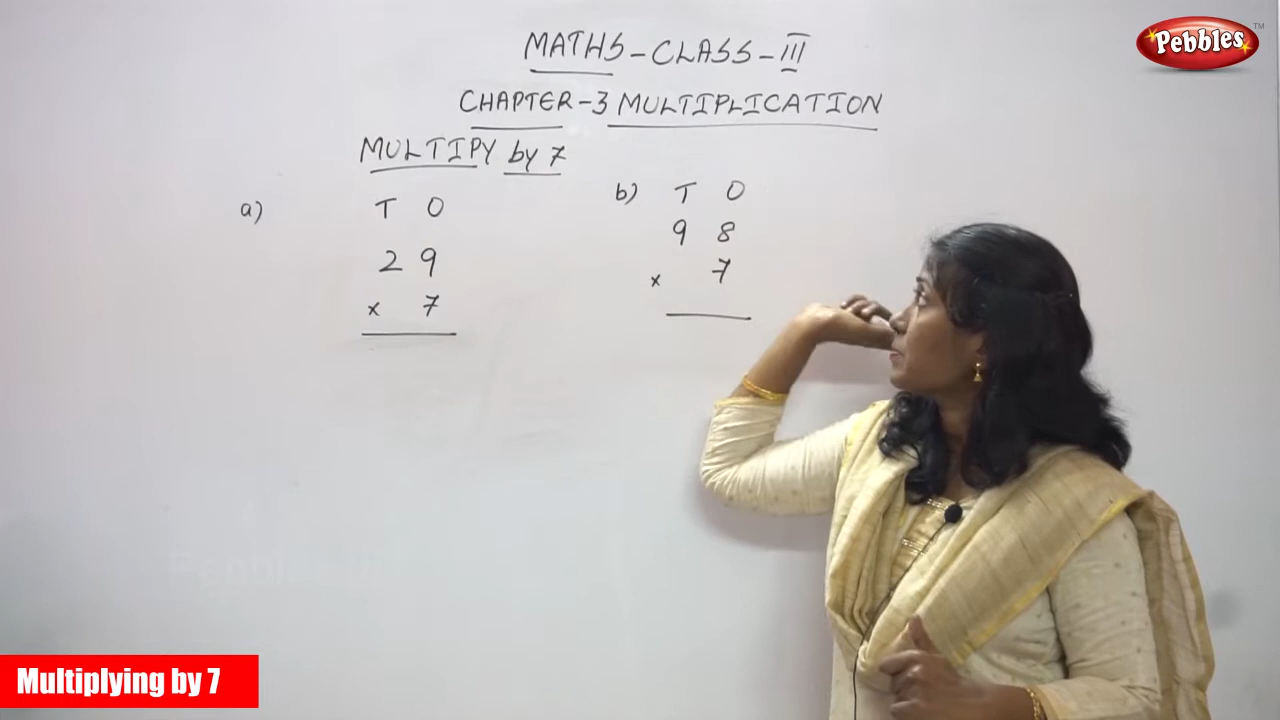 Pebbles TM
MATHS - CLASS - III
CHAPTER - 3 MULTIPLICATION
MULTIPY by 7
a)
T O
2 9
x 7
b) T O
9 8
x 7
Multiplying by 7